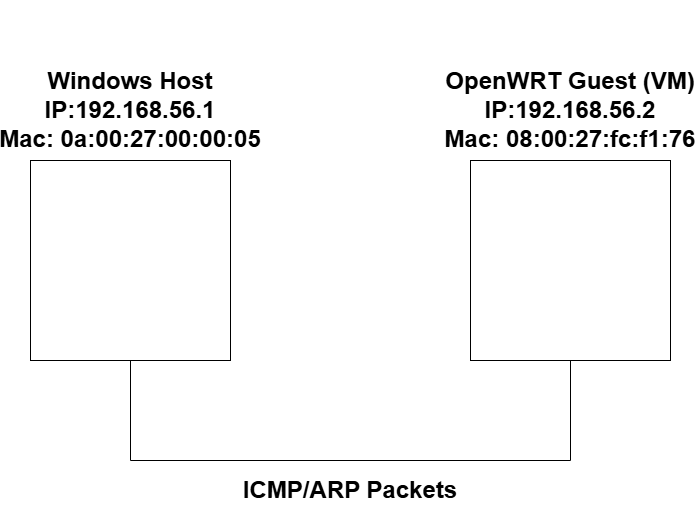 Windows Host
IP:192.168.56.1
Mac: 0a:00:27:00:00:05
OpenWRT Guest (VM)
IP:192.168.56.2
Mac: 08:00:27:fc:f1:76
ICMP/ARP Packets